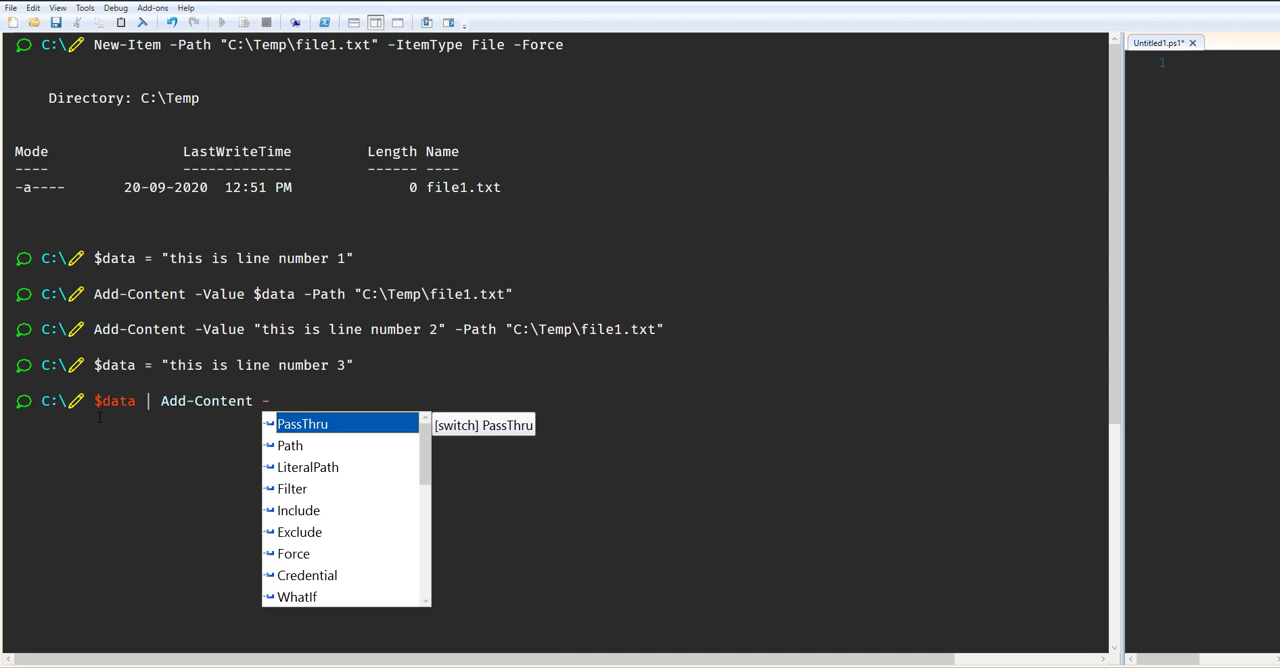 File Edit View Tools Debug Add-ons Help
C:\ New-Item -Path "C:\Temp\file1.txt" -ItemType File -Force
Untitled1.ps1* X
1
Directory: C:\Temp
Mode LastWriteTime Length Name
---- ------------- ------ ----
-a---- 20-09-2020 12:51 PM 0 file1.txt
C:\ $data = "this is line number 1"
C:\ Add-Content -Value $data -Path "C:\Temp\file1.txt"
C:\ Add-Content -Value "this is line number 2" -Path "C:\Temp\file1.txt"
C:\ $data = "this is line number 3"
C:\ $data | Add-Content -
PassThru
[switch] PassThru
Path
LiteralPath
Filter
Include
Exclude
Force
Credential
WhatIf